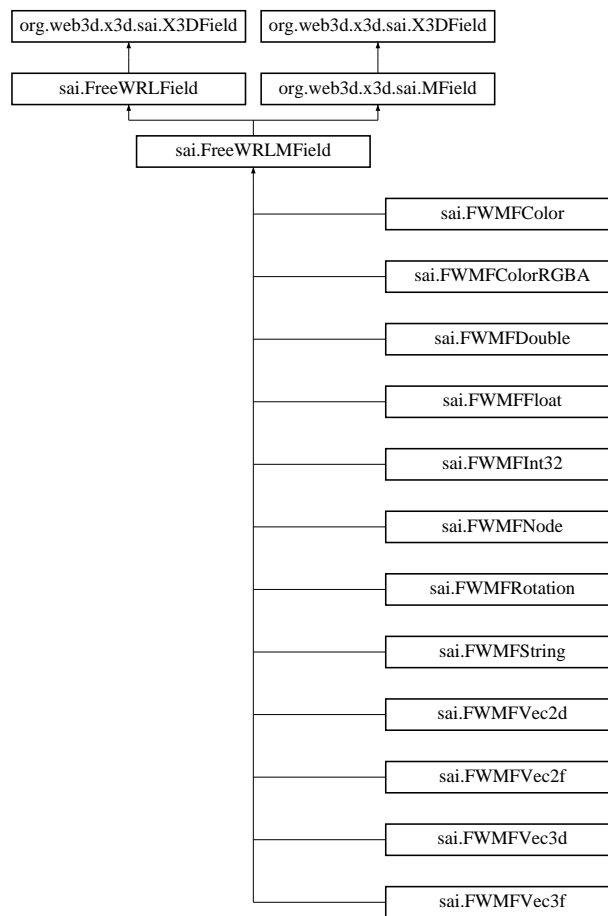 org.web3d.x3d.sai.X3DField
org.web3d.x3d.sai.X3DField
sai.FreeWRLField
org.web3d.x3d.sai.MField
sai.FreeWRLMField
sai.FWMFColor
sai.FWMFColorRGBA
sai.FWMFDouble
sai.FWMFFloat
sai.FWMFInt32
sai.FWMFNode
sai.FWMFRotation
sai.FWMFString
sai.FWMFVec2d
sai.FWMFVec2f
sai.FWMFVec3d
sai.FWMFVec3f